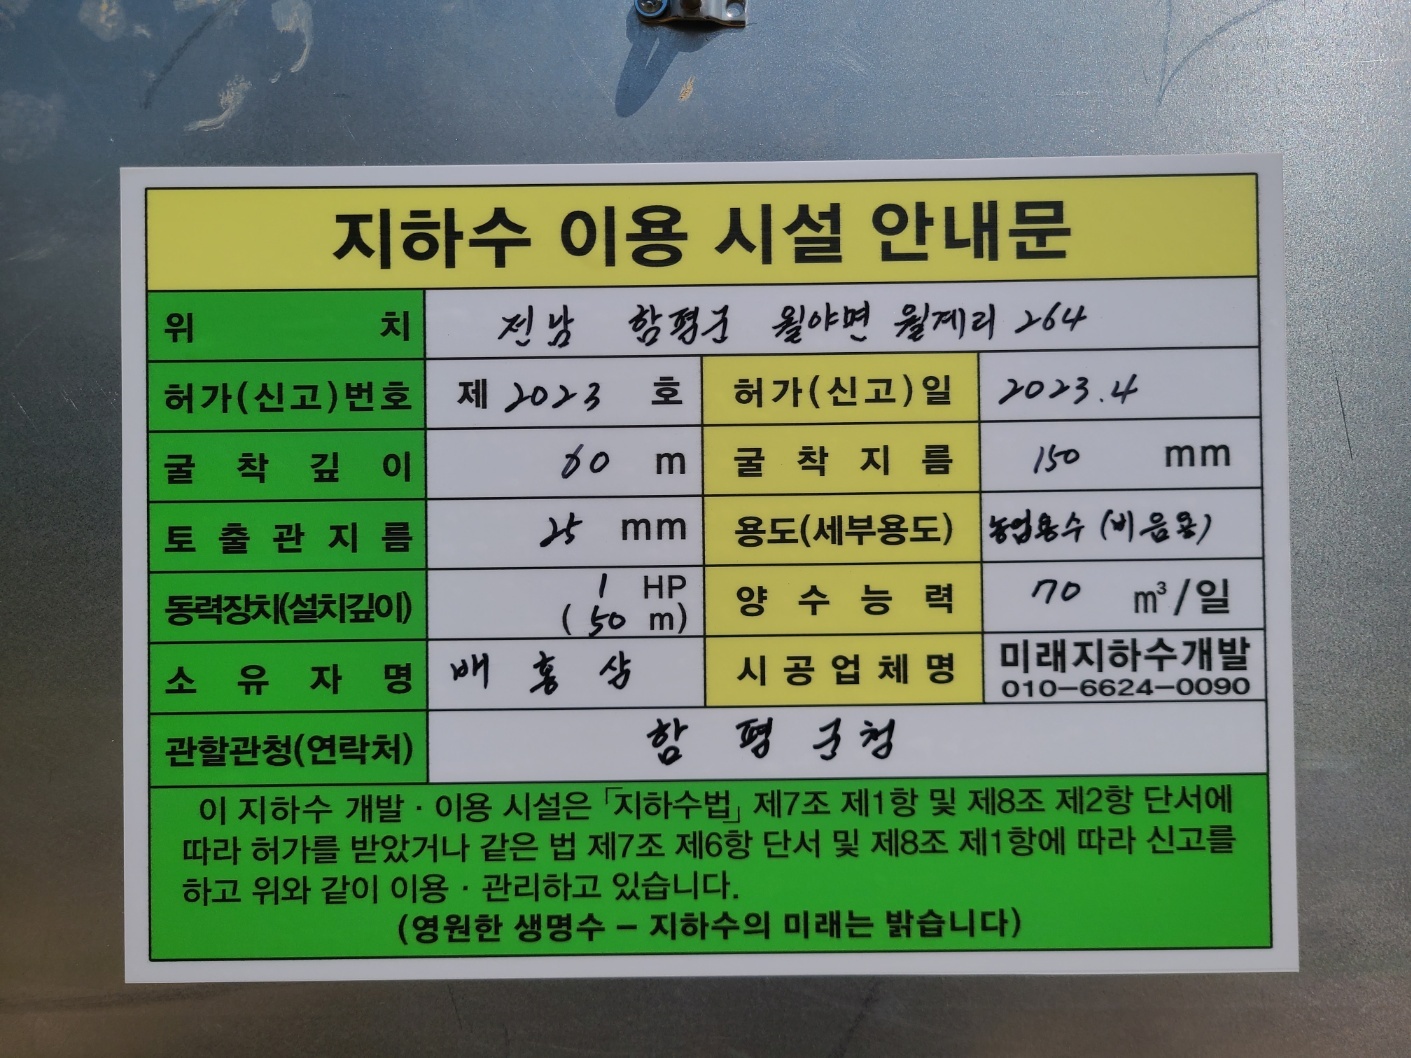 지하수 이용 시설 안내문
위 치 전남 함평군 월야면 월계리 264
허가(신고)번호 제 2023 호 허가(신고)일 2023.4
굴착깊이 60 m 굴착지름 150 mm
토출관지름 25 mm 용도(세부용도) 농업용수 (비음용)
동력장치(설치깊이) 1 HP (50 m) 양수능력 70 ㎥/일
소유자명 배홍삼 시공업체명 미래지하수개발
010-6624-0090
관할관청(연락처) 함평군청
이 지하수 개발 · 이용 시설은 「지하수법」 제7조 제1항 및 제8조 제2항 단서에
따라 허가를 받았거나 같은 법 제7조 제6항 단서 및 제8조 제1항에 따라 신고를
하고 위와 같이 이용 · 관리하고 있습니다.
(영원한 생명수 – 지하수의 미래는 밝습니다)